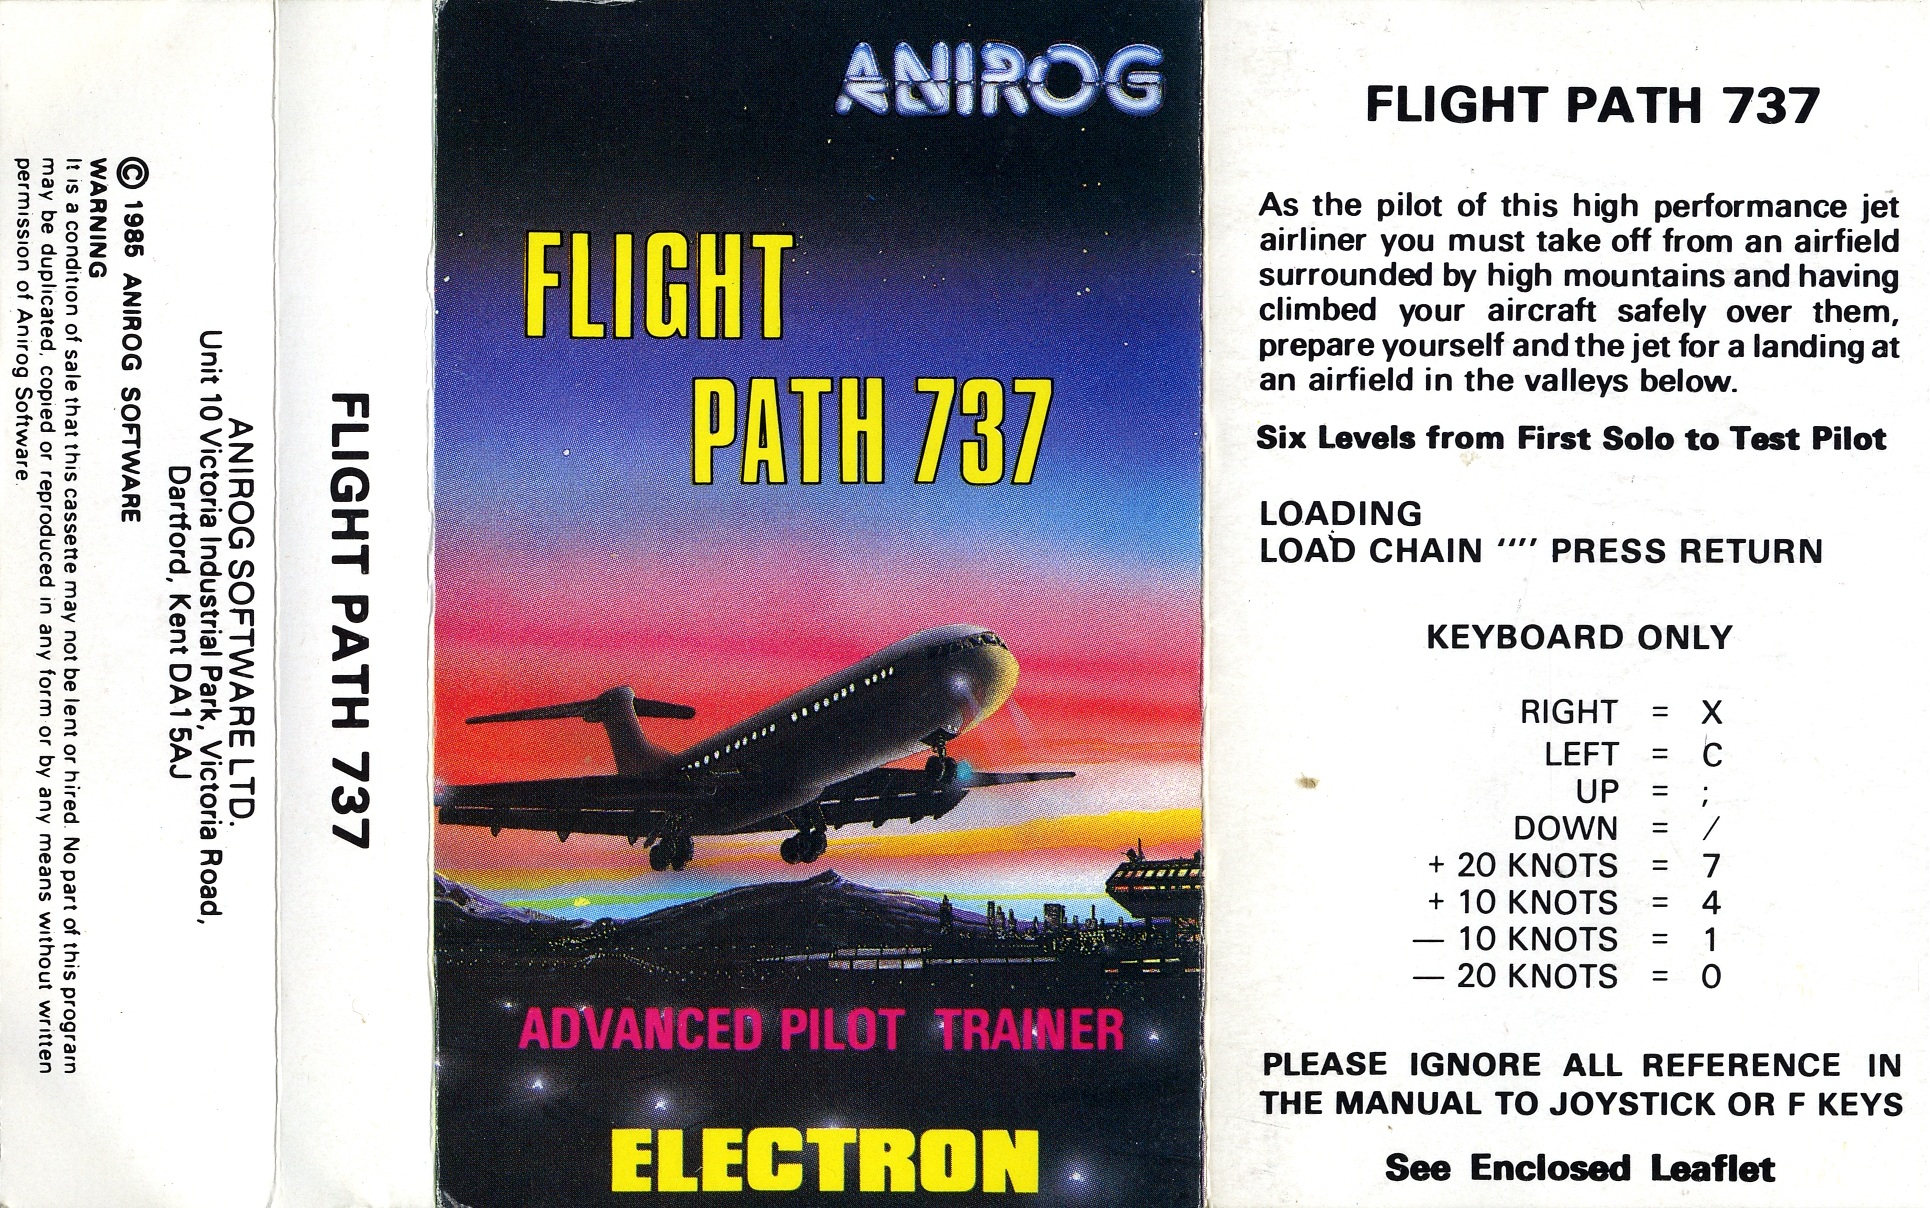 © 1985 ANIROG SOFTWARE
WARNING
It is a condition of sale that this cassette may not be lent or hired. No part of this program
may be duplicated, copied or reproduced in any form or by any means without written
permission of Anirog Software.
ANIROG SOFTWARE LTD.
Unit 10 Victoria Industrial Park, Victoria Road,
Dartford, Kent DA1 5AJ
FLIGHT PATH 737
ANIROG
FLIGHT
PATH 737
ADVANCED PILOT TRAINER
ELECTRON
FLIGHT PATH 737
As the pilot of this high performance jet
airliner you must take off from an airfield
surrounded by high mountains and having
climbed your aircraft safely over them,
prepare yourself and the jet for a landing at
an airfield in the valleys below.
Six Levels from First Solo to Test Pilot
LOADING
LOAD CHAIN "" PRESS RETURN
KEYBOARD ONLY
RIGHT = X
LEFT = C
UP = ;
DOWN = /
+ 20 KNOTS = 7
+ 10 KNOTS = 4
— 10 KNOTS = 1
— 20 KNOTS = 0
PLEASE IGNORE ALL REFERENCE IN
THE MANUAL TO JOYSTICK OR F KEYS
See Enclosed Leaflet